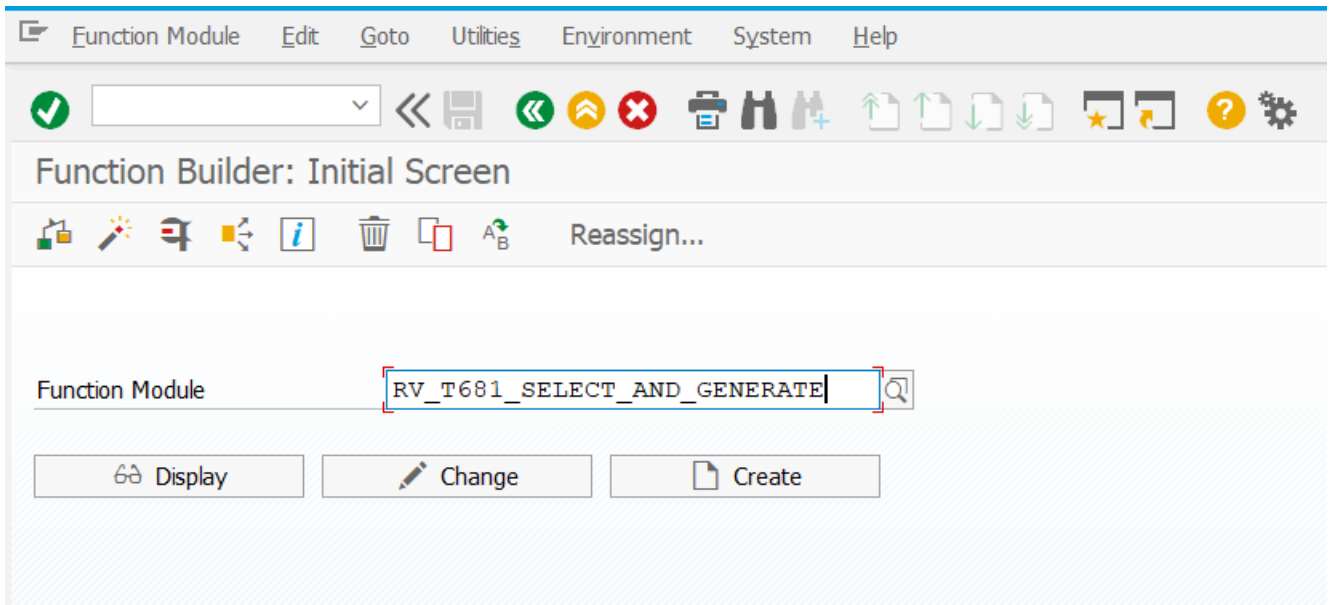 Function Module Edit Goto Utilities Environment System Help
Function Builder: Initial Screen
i A B Reassign...
Function Module RV_T681_SELECT_AND_GENERATE
Display Change Create